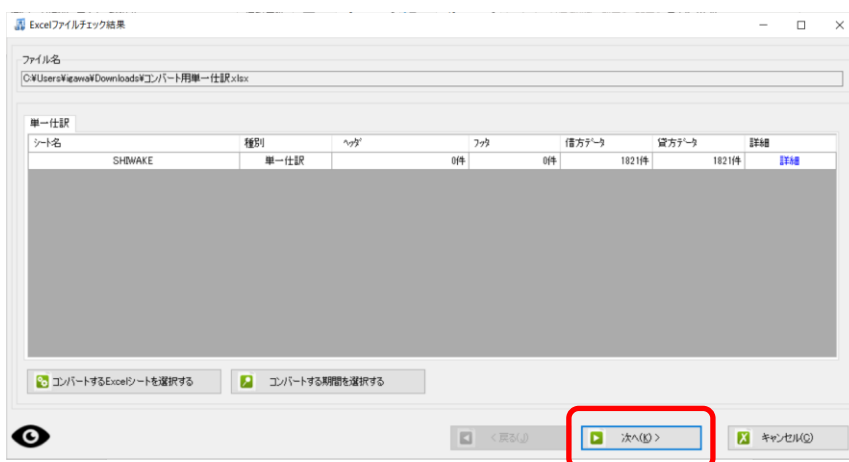 Excelファイルチェック結果
ファイル名
C:¥Users¥igawa¥Downloads¥コンバート用単一仕訳.xlsx
単一仕訳
シート名 種別 ヘッダ フッタ 借方データ 貸方データ 詳細
SHIWAKE 単一仕訳 0件 0件 1821件 1821件 詳細
コンバートするExcelシートを選択する コンバートする期間を選択する
< 戻る(J) 次へ(K) > キャンセル(C)